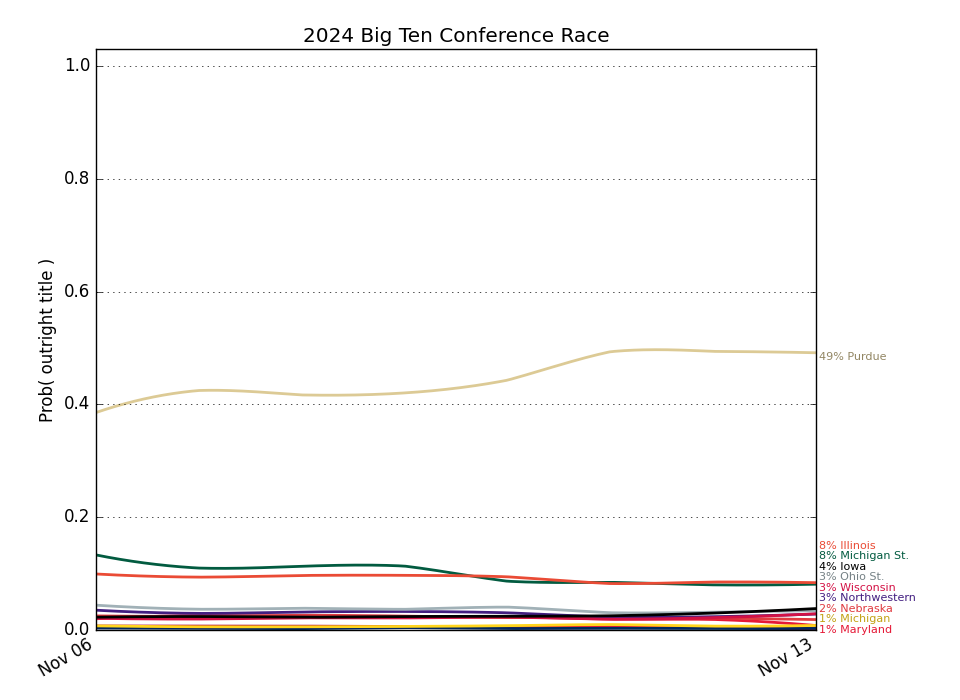 2024 Big Ten Conference Race
Prob( outright title )
1.0
0.8
0.6
0.4
0.2
0.0
Nov 06
Nov 13
49% Purdue
8% Illinois
8% Michigan St.
4% Iowa
3% Ohio St.
3% Wisconsin
3% Northwestern
2% Nebraska
1% Michigan
1% Maryland